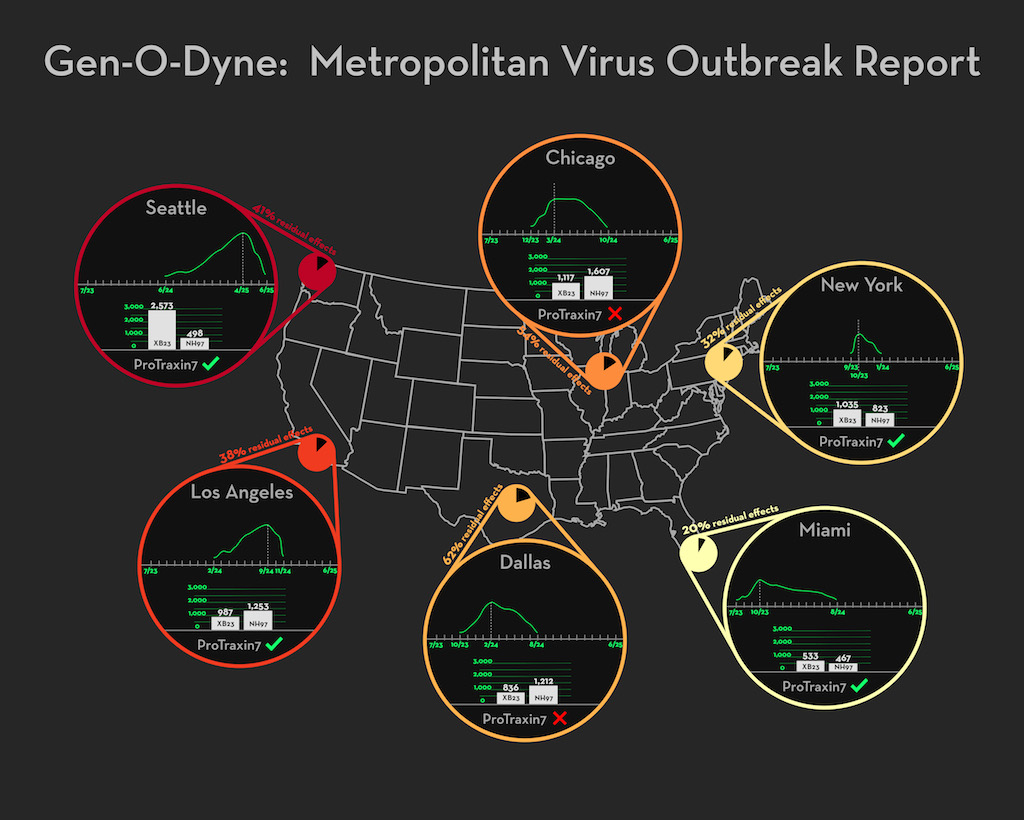 Gen-O-Dyne: Metropolitan Virus Outbreak Report
Seattle
41% residual effects
7/23 6/24 4/25 6/25
3,000
2,000
1,000
0
2,573
498
XB23 NH97
ProTraxin7
Chicago
54% residual effects
7/23 12/23 3/24 10/24 6/25
3,000
2,000
1,000
0
1,117
1,607
XB23 NH97
ProTraxin7
New York
32% residual effects
7/23 9/23 1/24 6/25
10/23
3,000
2,000
1,000
0
1,035
823
XB23 NH97
ProTraxin7
Los Angeles
38% residual effects
7/23 2/24 9/24 11/24 6/25
3,000
2,000
1,000
0
987
1,253
XB23 NH97
ProTraxin7
Dallas
62% residual effects
7/23 10/23 2/24 8/24 6/25
3,000
2,000
1,000
0
836
1,212
XB23 NH97
ProTraxin7
Miami
20% residual effects
7/23 10/23 8/24 6/25
3,000
2,000
1,000
0
533
467
XB23 NH97
ProTraxin7